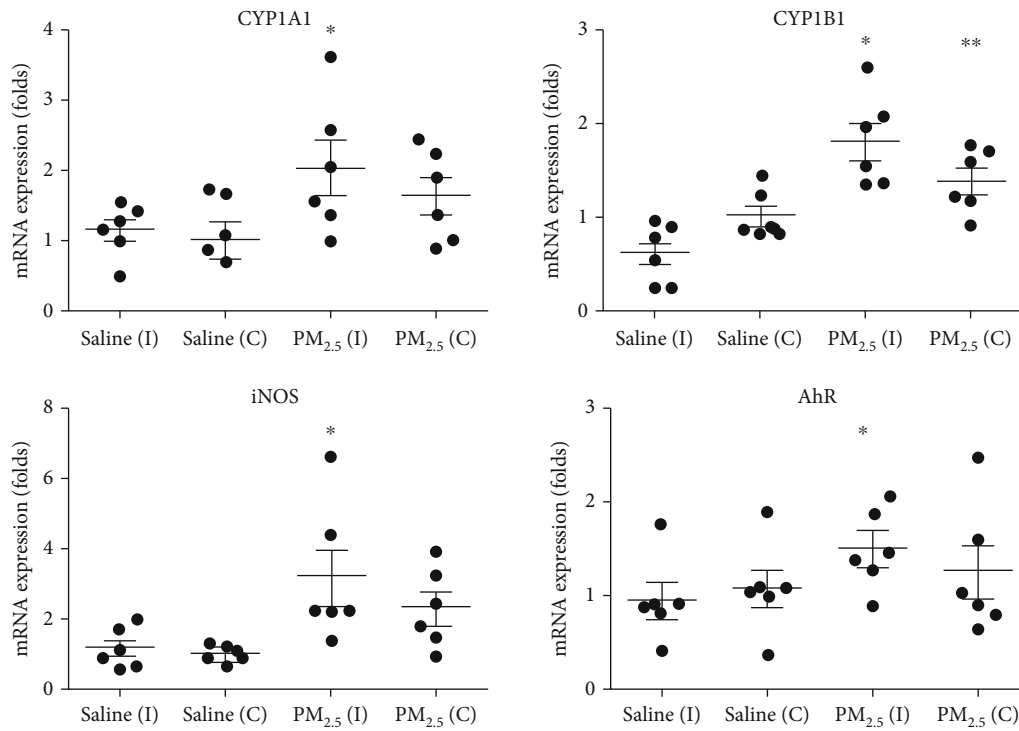 CYP1A1
*
mRNA expression (folds)
4
3
2
1
0
Saline (I) Saline (C) PM2.5 (I) PM2.5 (C)
CYP1B1
* **
mRNA expression (folds)
3
2
1
0
Saline (I) Saline (C) PM2.5 (I) PM2.5 (C)
iNOS
*
mRNA expression (folds)
8
6
4
2
0
Saline (I) Saline (C) PM2.5 (I) PM2.5 (C)
AhR
*
mRNA expression (folds)
3
2
1
0
Saline (I) Saline (C) PM2.5 (I) PM2.5 (C)